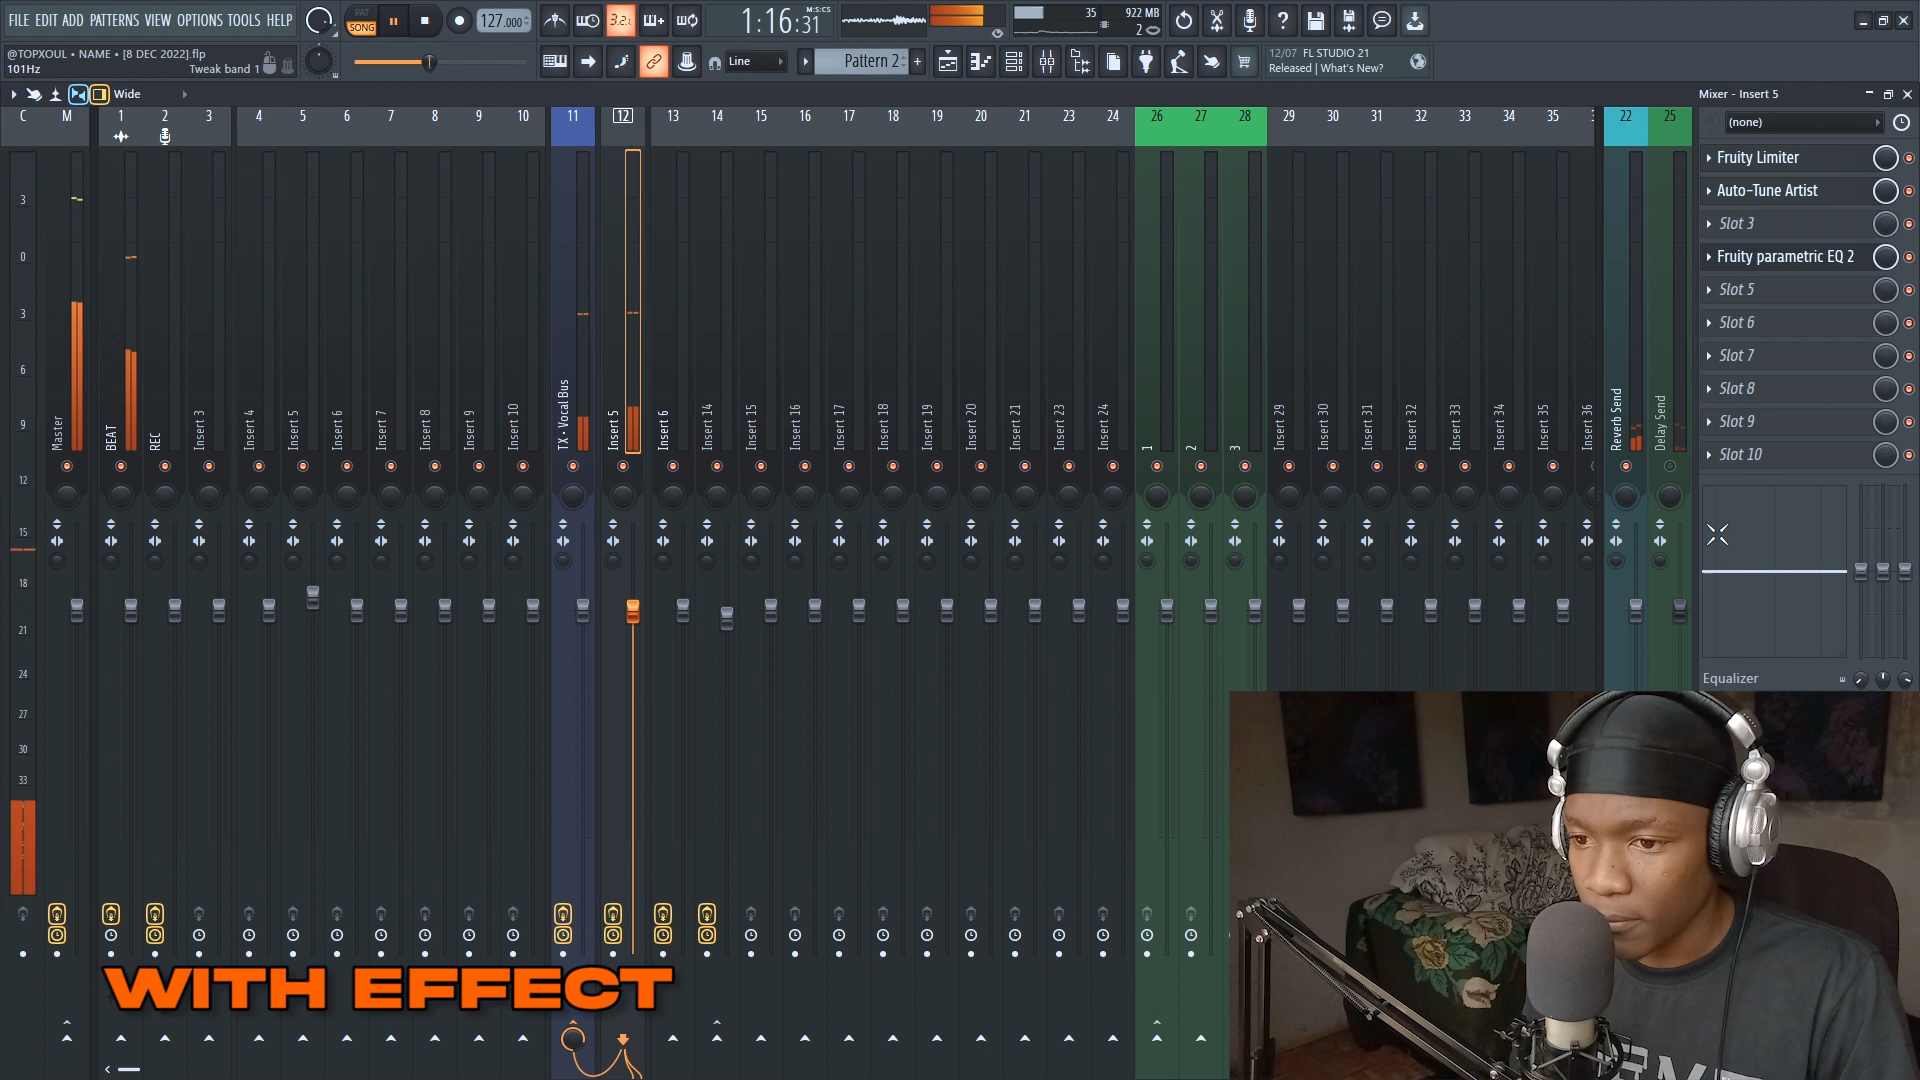 FILE EDIT ADD PATTERNS VIEW OPTIONS TOOLS HELP
PAT
SONG
127.000
3.2.
1:16:31
M:S:CS
35
922 MB
2
@TOPXOUL • NAME • [8 DEC 2022].flp
101Hz
Tweak band 1
Line
Pattern 2
12/07 FL STUDIO 21
Released | What's New?
Wide
Mixer - Insert 5
C M 1 2 3 4 5 6 7 8 9 10 11 12 13 14 15 16 17 18 19 20 21 23 24 26 27 28 29 30 31 32 33 34 35 22 25
(none)
Fruity Limiter
Auto-Tune Artist
Slot 3
Fruity parametric EQ 2
Slot 5
Slot 6
Slot 7
Slot 8
Slot 9
Slot 10
Equalizer
3
0
3
6
9
12
15
18
21
24
27
30
33
Master
BEAT
REC
Insert 3
Insert 4
Insert 5
Insert 6
Insert 7
Insert 8
Insert 9
Insert 10
TX • Vocal Bus
Insert 5
Insert 6
Insert 14
Insert 15
Insert 16
Insert 17
Insert 18
Insert 19
Insert 20
Insert 21
Insert 23
Insert 24
1
2
3
Insert 29
Insert 30
Insert 31
Insert 32
Insert 33
Insert 34
Insert 35
Insert 36
Reverb Send
Delay Send
WITH EFFECT